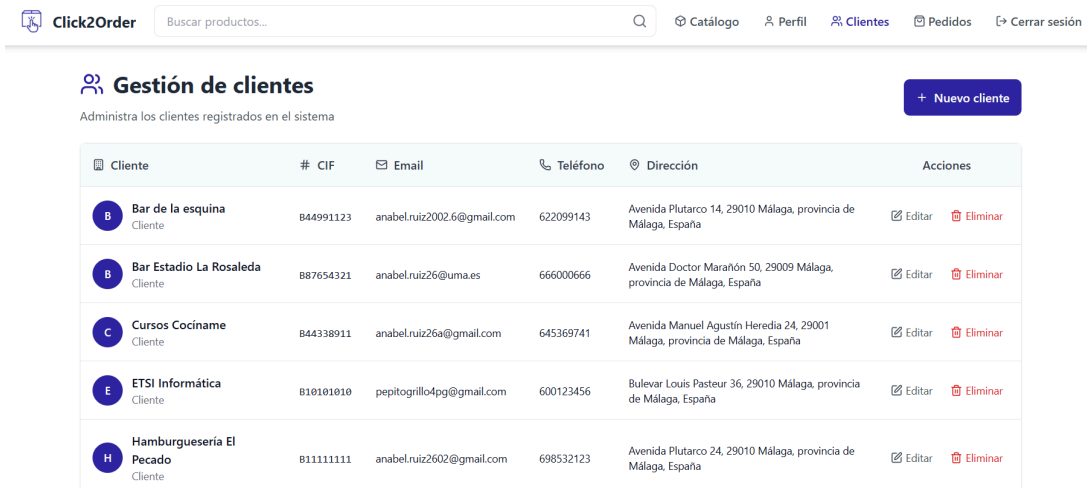 Click2Order Buscar productos... Catálogo Perfil Clientes Pedidos Cerrar sesión
Gestión de clientes
+ Nuevo cliente
Administra los clientes registrados en el sistema
Cliente # CIF Email Teléfono Dirección Acciones
B Bar de la esquina
Cliente
B44991123 anabel.ruiz2002.6@gmail.com 622099143
Avenida Plutarco 14, 29010 Málaga, provincia de
Málaga, España
Editar Eliminar
B Bar Estadio La Rosaleda
Cliente
B87654321 anabel.ruiz26@uma.es 666000666
Avenida Doctor Marañón 50, 29009 Málaga,
provincia de Málaga, España
Editar Eliminar
C Cursos Cocíname
Cliente
B44338911 anabel.ruiz26a@gmail.com 645369741
Avenida Manuel Agustín Heredia 24, 29001
Málaga, provincia de Málaga, España
Editar Eliminar
E ETSI Informática
Cliente
B10101010 pepitogrillo4pg@gmail.com 600123456
Bulevar Louis Pasteur 36, 29010 Málaga, provincia
de Málaga, España
Editar Eliminar
H Hamburguesería El
Pecado
Cliente
B11111111 anabel.ruiz2602@gmail.com 698532123
Avenida Plutarco 24, 29010 Málaga, provincia de
Málaga, España
Editar Eliminar